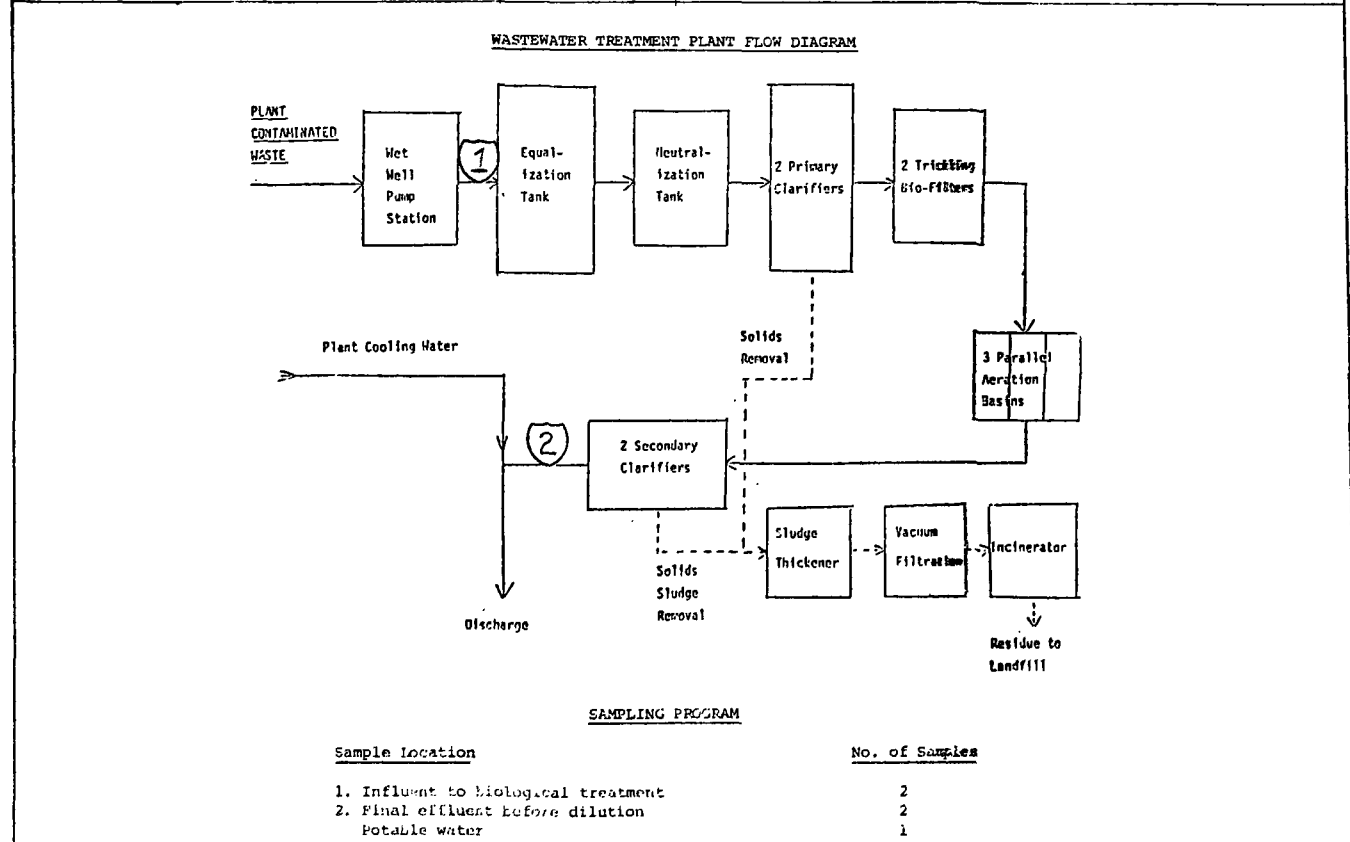 WASTEWATER TREATMENT PLANT FLOW DIAGRAM
PLANT
CONTAMINATED
WASTE
Wet
Well
Pump
Station
1
Equal-
ization
Tank
Neutral-
ization
Tank
2 Primary
Clarifiers
2 Trickling
Bio-Filters
3 Parallel
Aeration
Basins
Solids
Removal
Plant Cooling Water
2
2 Secondary
Clarifiers
Discharge
Solids
Sludge
Removal
Sludge
Thickener
Vacuum
Filtration
Incinerator
Residue to
Landfill
SAMPLING PROGRAM
Sample Location No. of Samples
1. Influent to biological treatment 2
2. Final effluent before dilution 2
Potable water 1